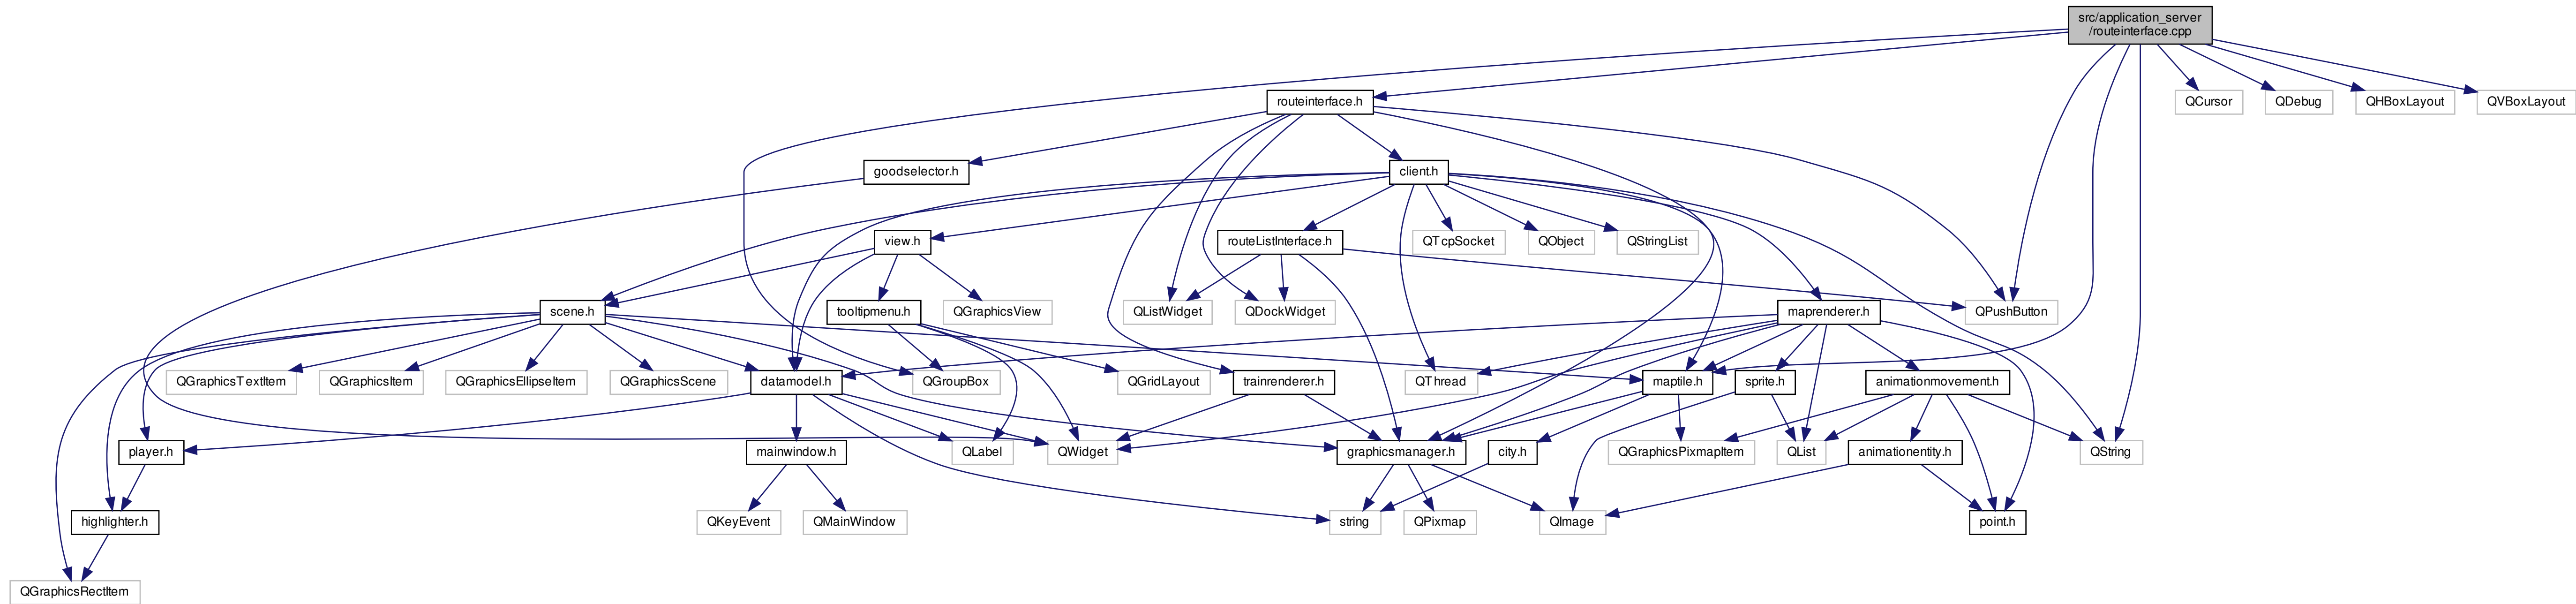 src/application_server
/routeinterface.cpp
routeinterface.h
QCursor
QDebug
QHBoxLayout
QVBoxLayout
goodselector.h
client.h
view.h
routeListInterface.h
QTcpSocket
QObject
QStringList
scene.h
tooltipmenu.h
QGraphicsView
QListWidget
QDockWidget
maprenderer.h
QPushButton
QGraphicsTextItem
QGraphicsItem
QGraphicsEllipseItem
QGraphicsScene
datamodel.h
QGroupBox
QGridLayout
trainrenderer.h
QThread
maptile.h
sprite.h
animationmovement.h
player.h
mainwindow.h
QLabel
QWidget
graphicsmanager.h
city.h
QGraphicsPixmapItem
QList
animationentity.h
QString
highlighter.h
QKeyEvent
QMainWindow
string
QPixmap
QImage
point.h
QGraphicsRectItem